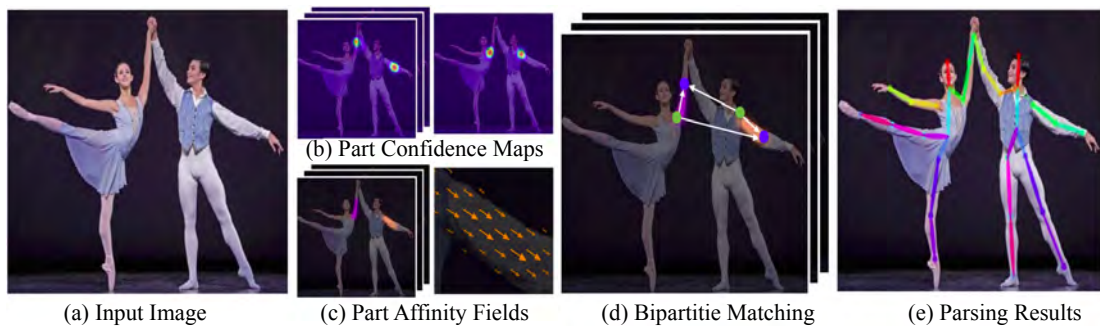 (b) Part Confidence Maps
(a) Input Image
(c) Part Affinity Fields
(d) Bipartitie Matching
(e) Parsing Results